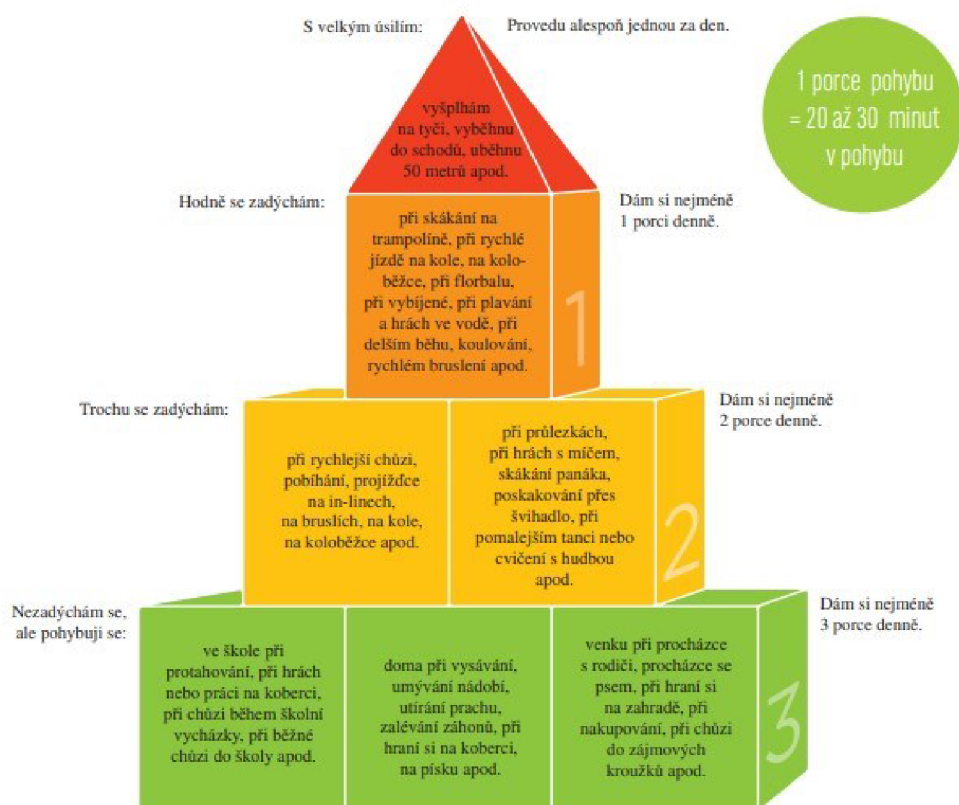 S velkým úsilím:
Provedu alespoň jednou za den.
1 porce pohybu
= 20 až 30 minut
v pohybu
vyšplhám
na tyči, vyběhnu
do schodů, uběhnu
50 metrů apod.
Hodně se zadýchám:
Dám si nejméně
1 porci denně.
při skákání na
trampolíně, při rychlé
jízdě na kole, na kolo-
běžce, při florbalu,
při vybíjené, při plavání
a hrách ve vodě, při
delším běhu, koulování,
rychlém bruslení apod.
1
Trochu se zadýchám:
Dám si nejméně
2 porce denně.
při rychlejší chůzi,
pobíhání, projížďce
na in-linech,
na bruslích, na kole,
na koloběžce apod.
při průlezkách,
při hrách s míčem,
skákání panáka,
poskakování přes
švihadlo, při
pomalejším tanci nebo
cvičení s hudbou
apod.
2
Nezadýchám se,
ale pohybuji se:
Dám si nejméně
3 porce denně.
ve škole při
protahování, při hrách
nebo práci na koberci,
při chůzi během školní
vycházky, při běžné
chůzi do školy apod.
doma při vysávání,
umývání nádobí,
utírání prachu,
zalévání záhonů, při
hraní si na koberci,
na písku apod.
venku při procházce
s rodiči, procházce se
psem, při hraní si
na zahradě, při
nakupování, při chůzi
do zájmových
kroužků apod.
3